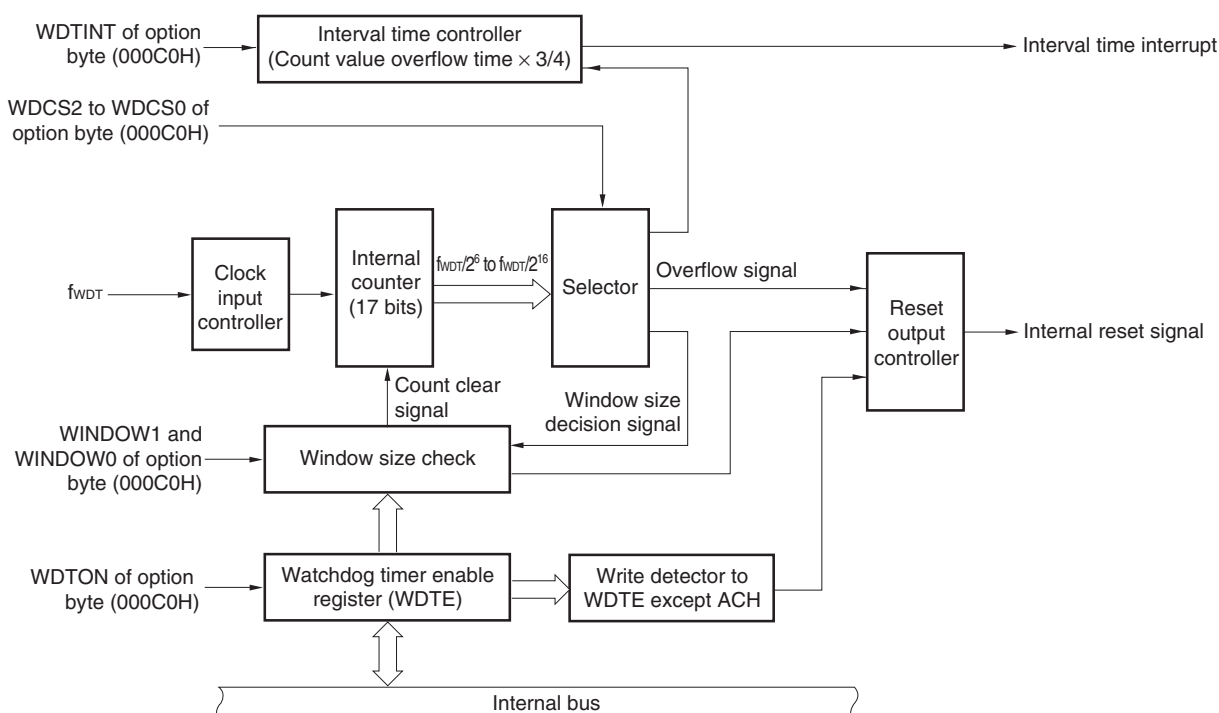 WDTINT of option
byte (000C0H)
Interval time controller
(Count value overflow time × 3/4)
Interval time interrupt
WDCS2 to WDCS0 of
option byte (000C0H)
fWDT
Clock
input
controller
Internal
counter
(17 bits)
fWDT/2⁶ to fWDT/2¹⁶
Selector
Overflow signal
Reset
output
controller
Internal reset signal
Count clear
signal
Window size
decision signal
WINDOW1 and
WINDOW0 of option
byte (000C0H)
Window size check
WDTON of option
byte (000C0H)
Watchdog timer enable
register (WDTE)
Write detector to
WDTE except ACH
Internal bus